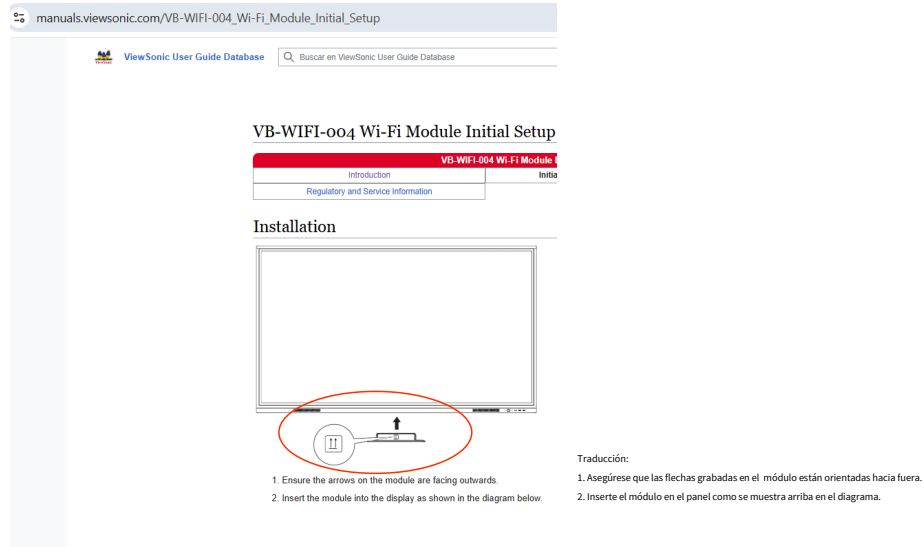 manuals.viewsonic.com/VB-WIFI-004_Wi-Fi_Module_Initial_Setup
ViewSonic User Guide Database
Buscar en ViewSonic User Guide Database
VB-WIFI-004 Wi-Fi Module Initial Setup
VB-WIFI-004 Wi-Fi Module I
Introduction
Initia
Regulatory and Service Information
Installation
1. Ensure the arrows on the module are facing outwards.
2. Insert the module into the display as shown in the diagram below.
Traducción:
1. Asegúrese que las flechas grabadas en el módulo están orientadas hacia fuera.
2. Inserte el módulo en el panel como se muestra arriba en el diagrama.